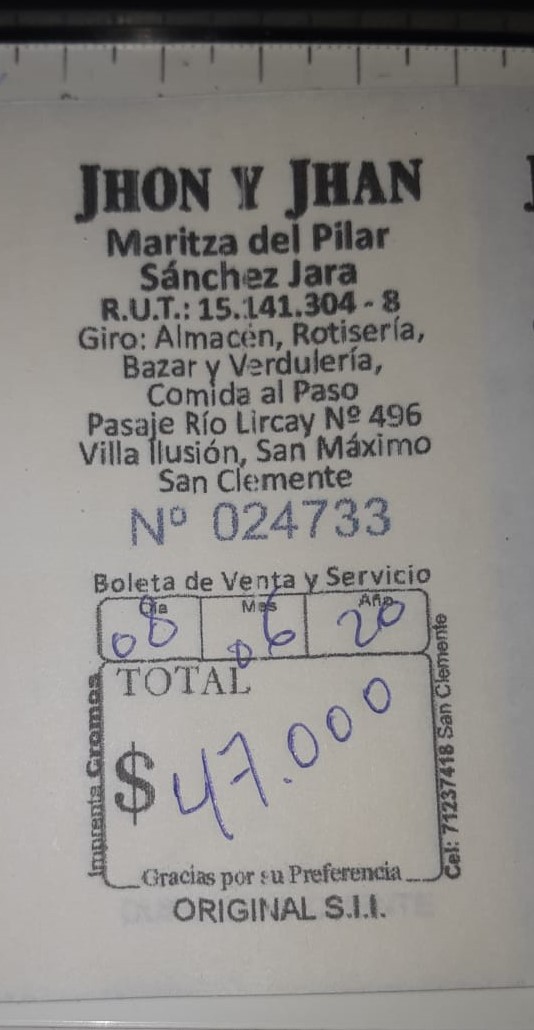 JHON Y JHAN
Maritza del Pilar
Sánchez Jara
R.U.T.: 15.141.304 - 8
Giro: Almacén, Rotisería,
Bazar y Verdulería,
Comida al Paso
Pasaje Río Lircay Nº 496
Villa Ilusión, San Máximo
San Clemente
Nº 024733
Boleta de Venta y Servicio
Día Mes Año
08 06 20
TOTAL
$ 47.000
Gracias por su Preferencia
ORIGINAL S.I.I.
Imprenta Cromos
Cel: 71237418 San Clemente